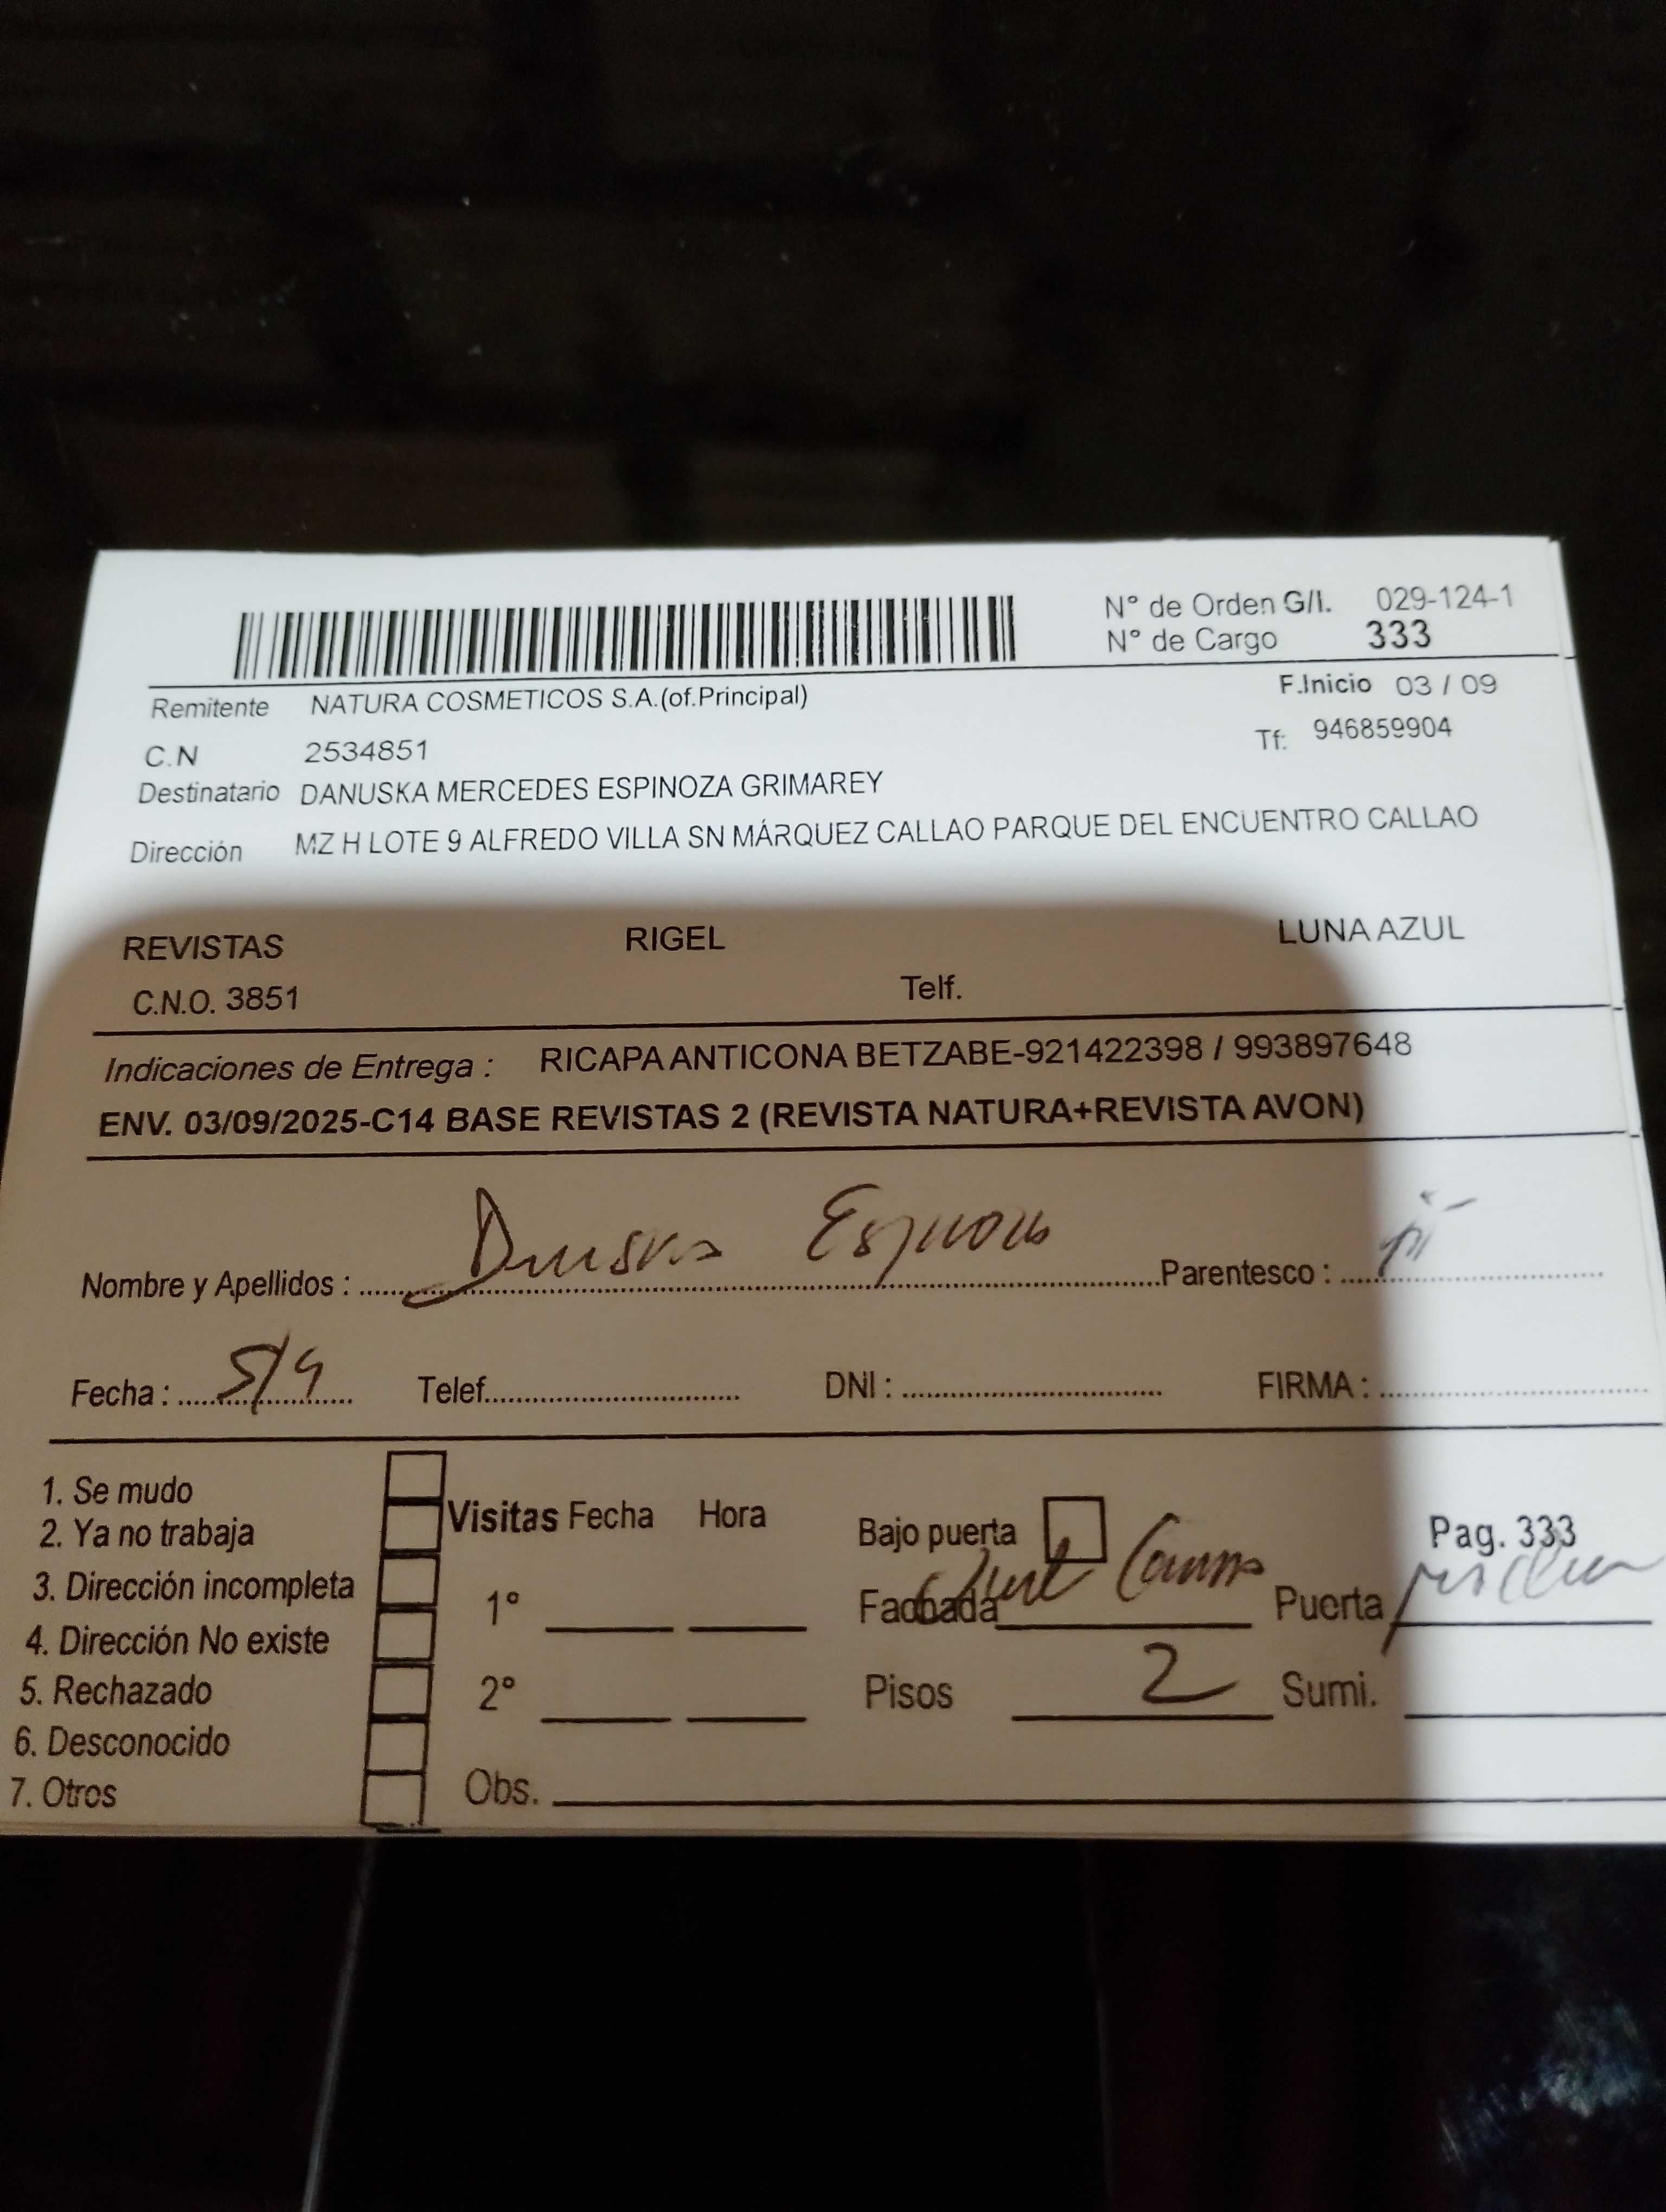 N° de Orden G/I. 029-124-1
N° de Cargo 333
Remitente NATURA COSMETICOS S.A.(of.Principal) F.Inicio 03 / 09
C.N 2534851 Tf: 946859904
Destinatario DANUSKA MERCEDES ESPINOZA GRIMAREY
Dirección MZ H LOTE 9 ALFREDO VILLA SN MÁRQUEZ CALLAO PARQUE DEL ENCUENTRO CALLAO
REVISTAS RIGEL LUNA AZUL
C.N.O. 3851 Telf.
Indicaciones de Entrega : RICAPA ANTICONA BETZABE-921422398 / 993897648
ENV. 03/09/2025-C14 BASE REVISTAS 2 (REVISTA NATURA+REVISTA AVON)
Nombre y Apellidos : Parentesco :
Fecha : 5/9 Telef. DNI : FIRMA :
1. Se mudo
2. Ya no trabaja
3. Dirección incompleta
4. Dirección No existe
5. Rechazado
6. Desconocido
7. Otros
Visitas Fecha Hora
1°
2°
Bajo puerta Pag. 333
Fachada Puerta
Pisos 2 Sumi.
Obs.